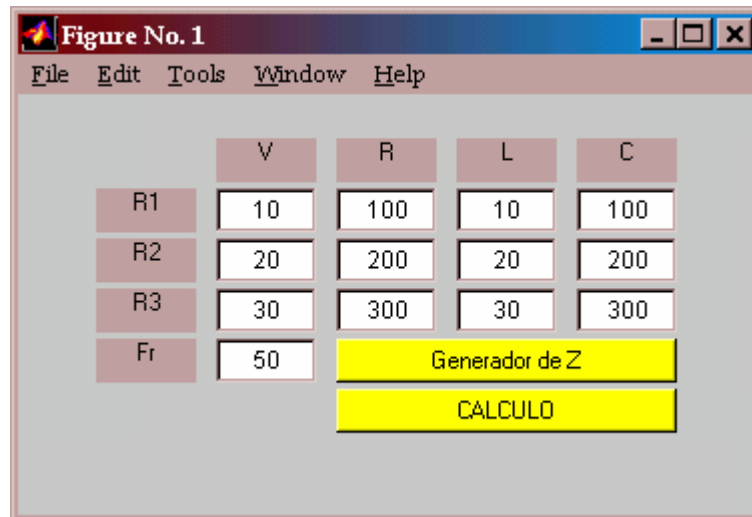 Figure No. 1
File Edit Tools Window Help
V R L C
R1 10 100 10 100
R2 20 200 20 200
R3 30 300 30 300
Fr 50 Generador de Z
CALCULO